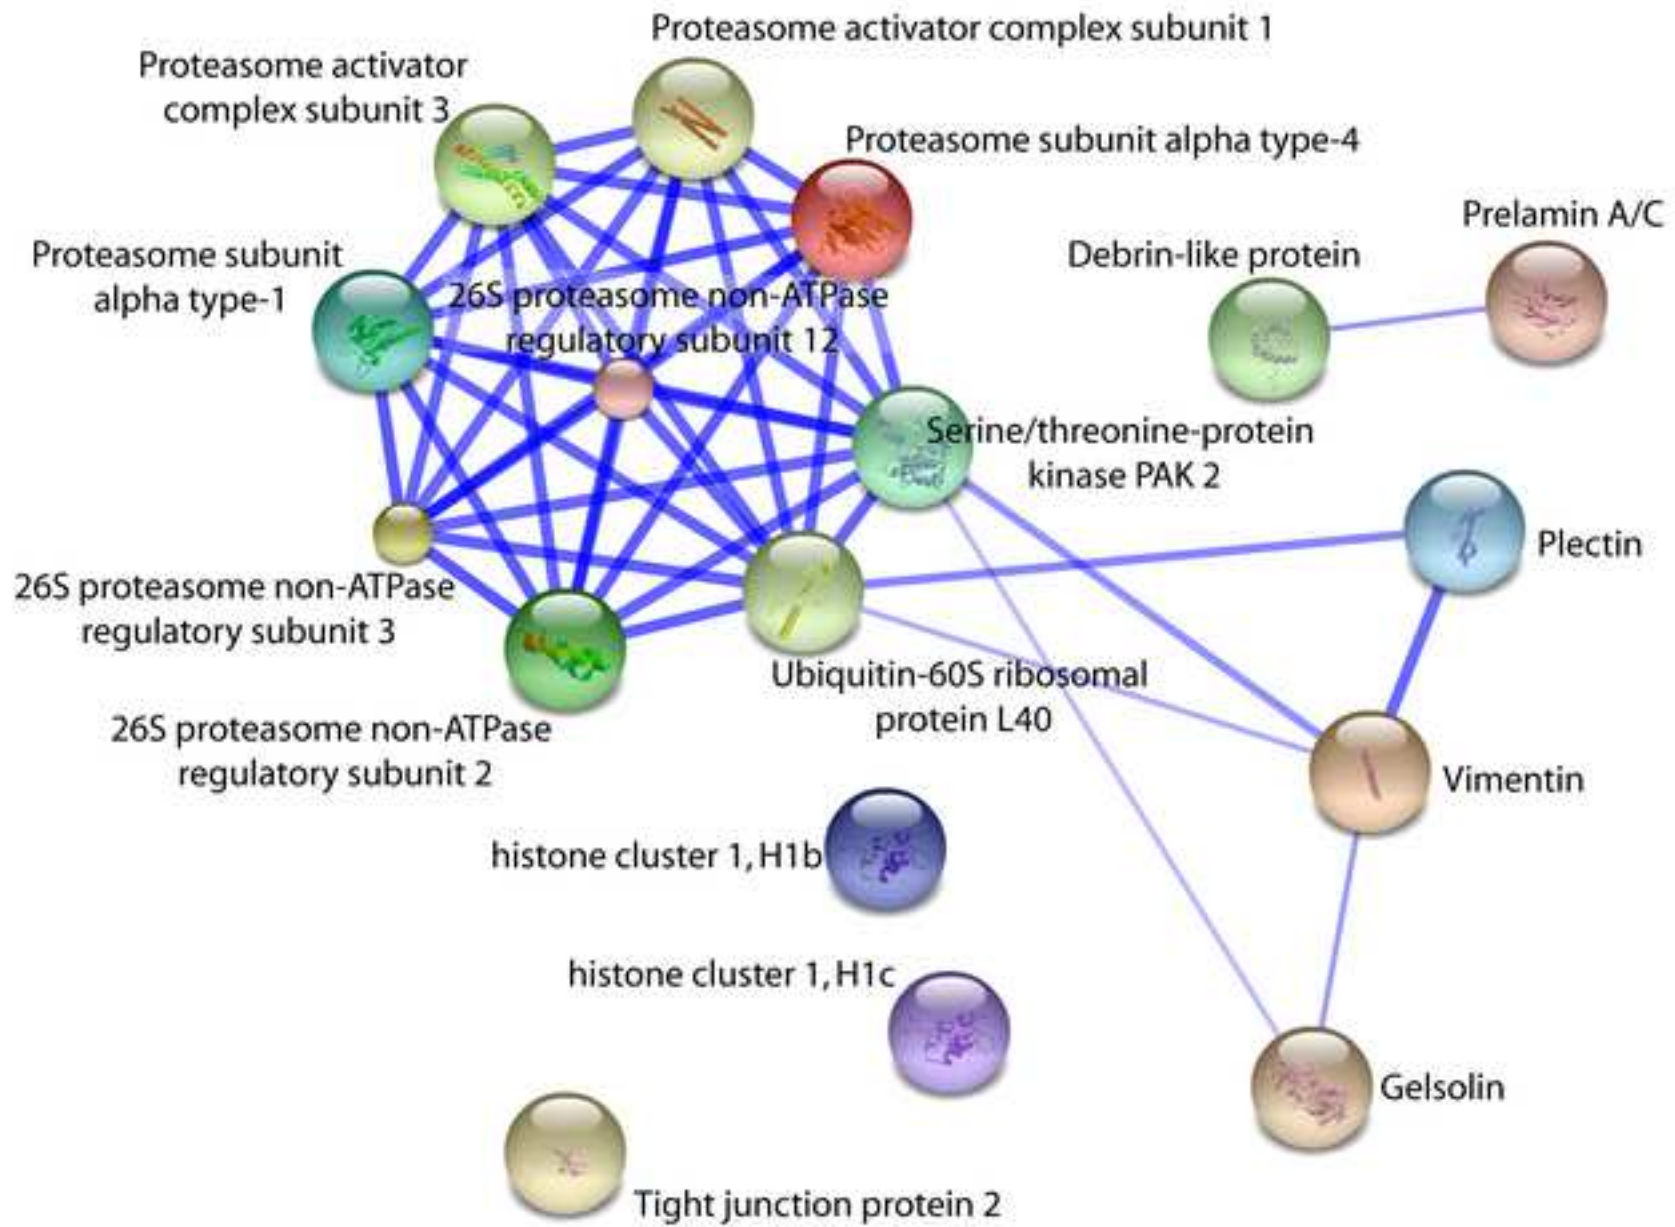 Proteasome activator complex subunit 1
Proteasome activator
complex subunit 3
Proteasome subunit alpha type-4
Prelamin A/C
Debrin-like protein
Proteasome subunit
alpha type-1
26S proteasome non-ATPase
regulatory subunit 12
Serine/threonine-protein
kinase PAK 2
Plectin
26S proteasome non-ATPase
regulatory subunit 3
Ubiquitin-60S ribosomal
protein L40
26S proteasome non-ATPase
regulatory subunit 2
Vimentin
histone cluster 1, H1b
histone cluster 1, H1c
Gelsolin
Tight junction protein 2